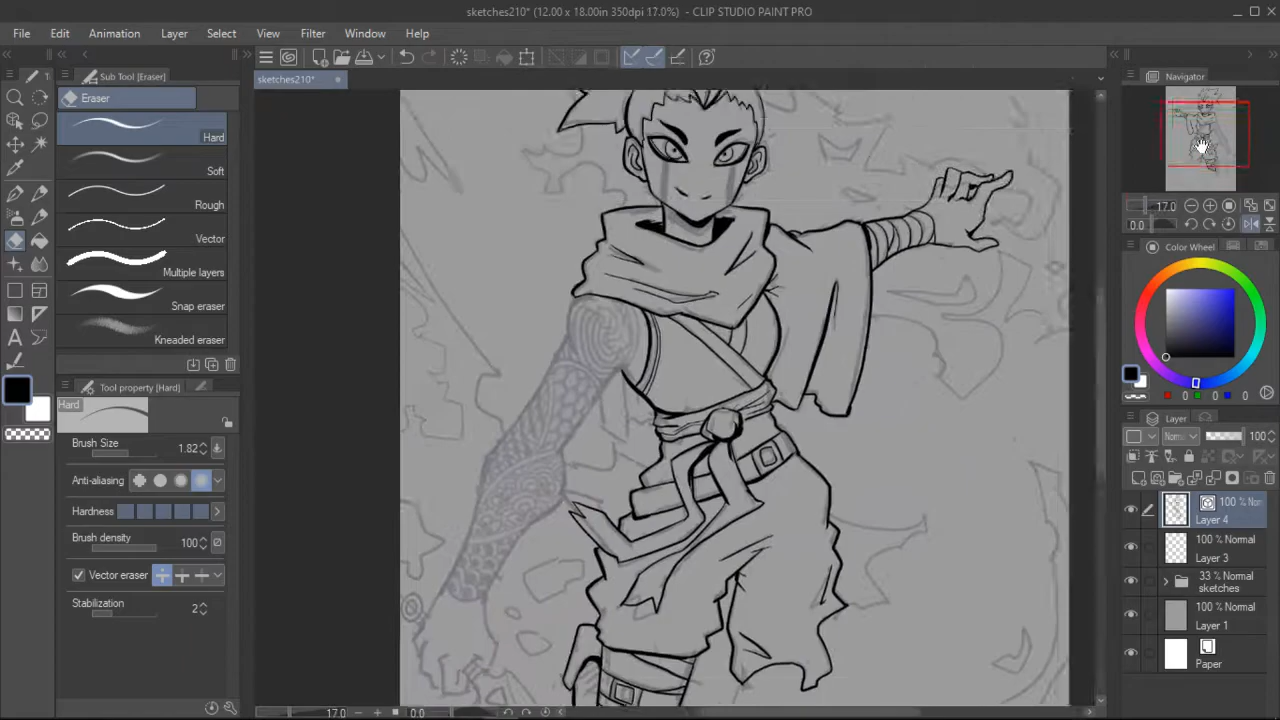 sketches210* (12.00 x 18.00in 350dpi 17.0%) - CLIP STUDIO PAINT PRO
File Edit Animation Layer Select View Filter Window Help
Sub Tool [Eraser]
sketches210*
Navigator
Eraser
Hard
Soft
Rough
Vector
Multiple layers
Snap eraser
Kneaded eraser
17.0
0.0
Color Wheel
Tool property [Hard]
Hard
Brush Size 1.82
Anti-aliasing
Hardness
Brush density 100
Vector eraser
Stabilization 2
0 0 0
Layer
100
100 %
Layer 4
100 % Normal
Layer 3
33 % Normal
sketches
100 % Normal
Layer 1
100 % Normal
Paper
17.0 0.0